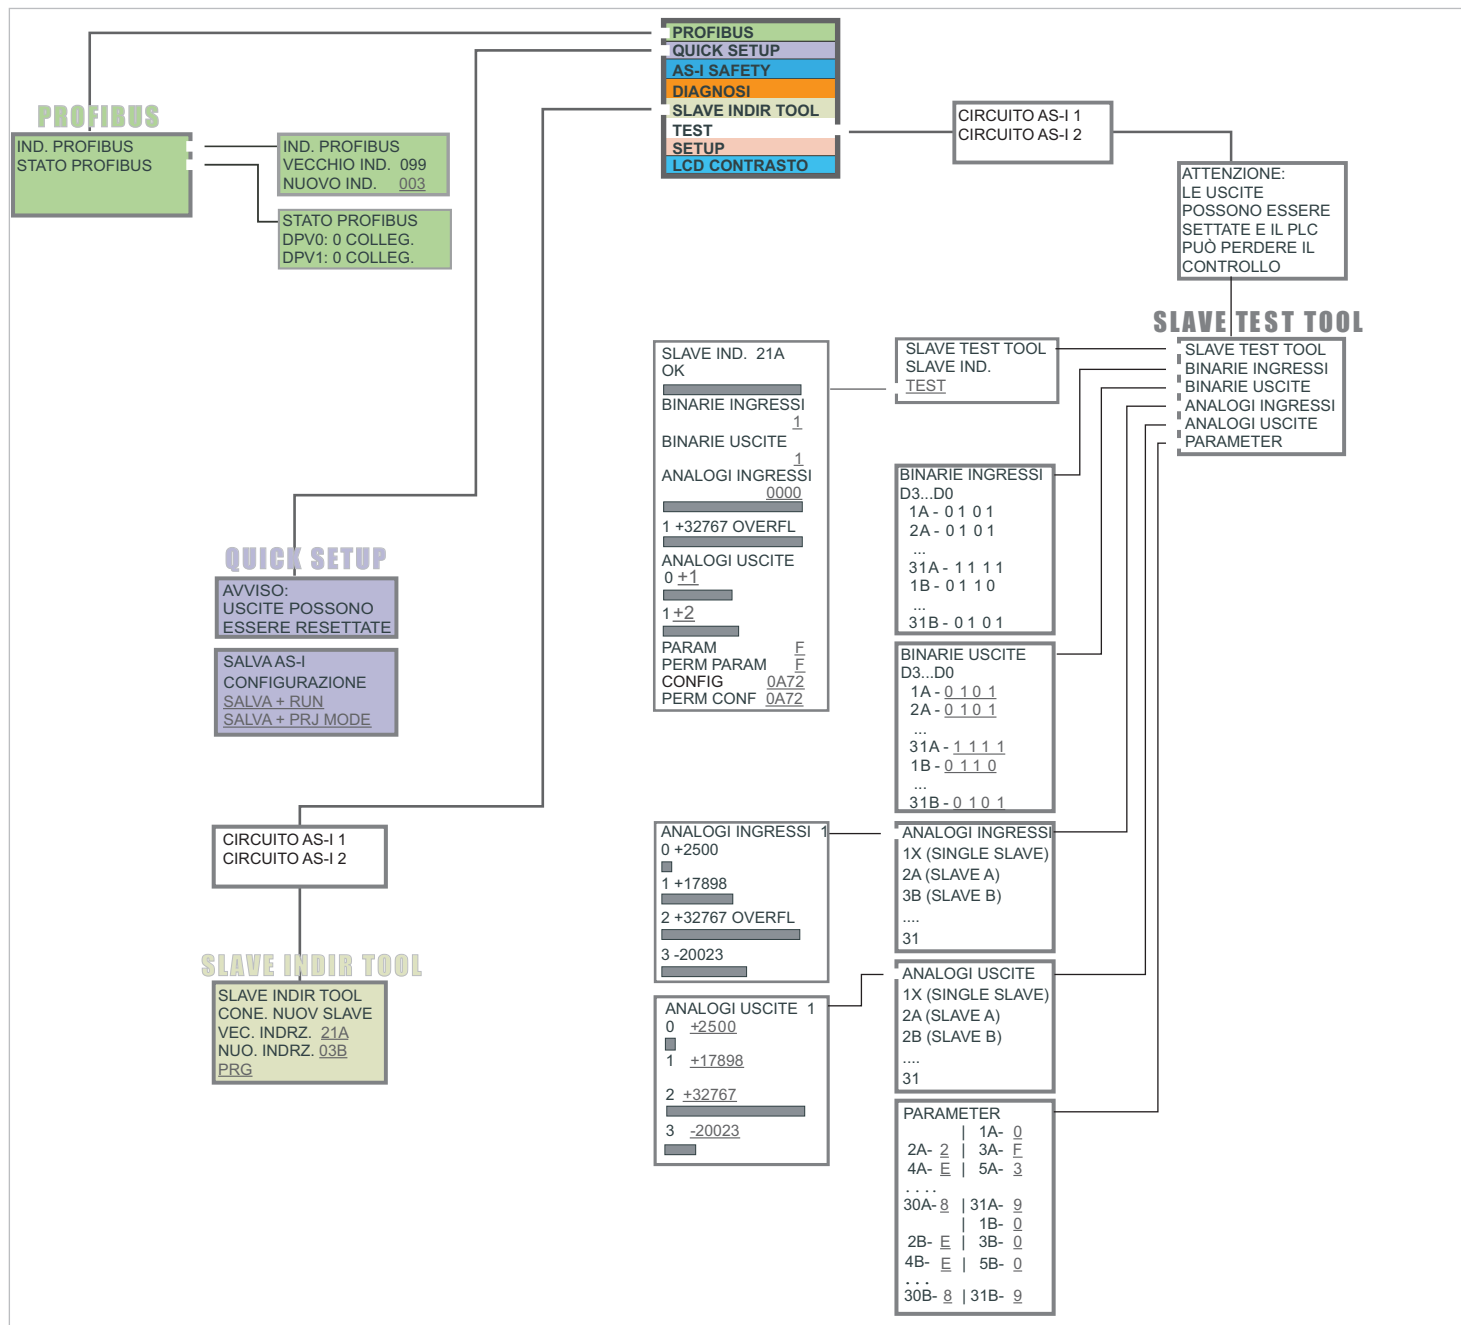 PROFIBUS
QUICK SETUP
AS-I SAFETY
DIAGNOSI
SLAVE INDIR TOOL
TEST
SETUP
LCD CONTRASTO
PROFIBUS
IND. PROFIBUS
STATO PROFIBUS
IND. PROFIBUS
VECCHIO IND. 099
NUOVO IND. 003
STATO PROFIBUS
DPV0: 0 COLLEG.
DPV1: 0 COLLEG.
CIRCUITO AS-I 1
CIRCUITO AS-I 2
ATTENZIONE:
LE USCITE
POSSONO ESSERE
SETTATE E IL PLC
PUÒ PERDERE IL
CONTROLLO
SLAVE TEST TOOL
SLAVE TEST TOOL
BINARIE INGRESSI
BINARIE USCITE
ANALOGI INGRESSI
ANALOGI USCITE
PARAMETER
SLAVE TEST TOOL
SLAVE IND.
TEST
SLAVE IND. 21A
OK
BINARIE INGRESSI
1
BINARIE USCITE
1
ANALOGI INGRESSI
0000
1 +32767 OVERFL
ANALOGI USCITE
0 +1
1 +2
PARAM F
PERM PARAM F
CONFIG 0A72
PERM CONF 0A72
BINARIE INGRESSI
D3...D0
1A - 0 1 0 1
2A - 0 1 0 1
...
31A - 1 1 1 1
1B - 0 1 1 0
...
31B - 0 1 0 1
BINARIE USCITE
D3...D0
1A - 0 1 0 1
2A - 0 1 0 1
...
31A - 1 1 1 1
1B - 0 1 1 0
...
31B - 0 1 0 1
QUICK SETUP
AVVISO:
USCITE POSSONO
ESSERE RESETTATE
SALVA AS-I
CONFIGURAZIONE
SALVA + RUN
SALVA + PRJ MODE
CIRCUITO AS-I 1
CIRCUITO AS-I 2
SLAVE INDIR TOOL
SLAVE INDIR TOOL
CONE. NUOV SLAVE
VEC. INDRZ. 21A
NUO. INDRZ. 03B
PRG
ANALOGI INGRESSI 1
0 +2500
1 +17898
2 +32767 OVERFL
3 -20023
ANALOGI INGRESSI
1X (SINGLE SLAVE)
2A (SLAVE A)
3B (SLAVE B)
....
31
ANALOGI USCITE 1
0 +2500
1 +17898
2 +32767
3 -20023
ANALOGI USCITE
1X (SINGLE SLAVE)
2A (SLAVE A)
2B (SLAVE B)
....
31
PARAMETER
| 1A- 0
2A- 2 | 3A- F
4A- E | 5A- 3
. . . .
30A- 8 | 31A- 9
| 1B- 0
2B- E | 3B- 0
4B- E | 5B- 0
. . .
30B- 8 | 31B- 9